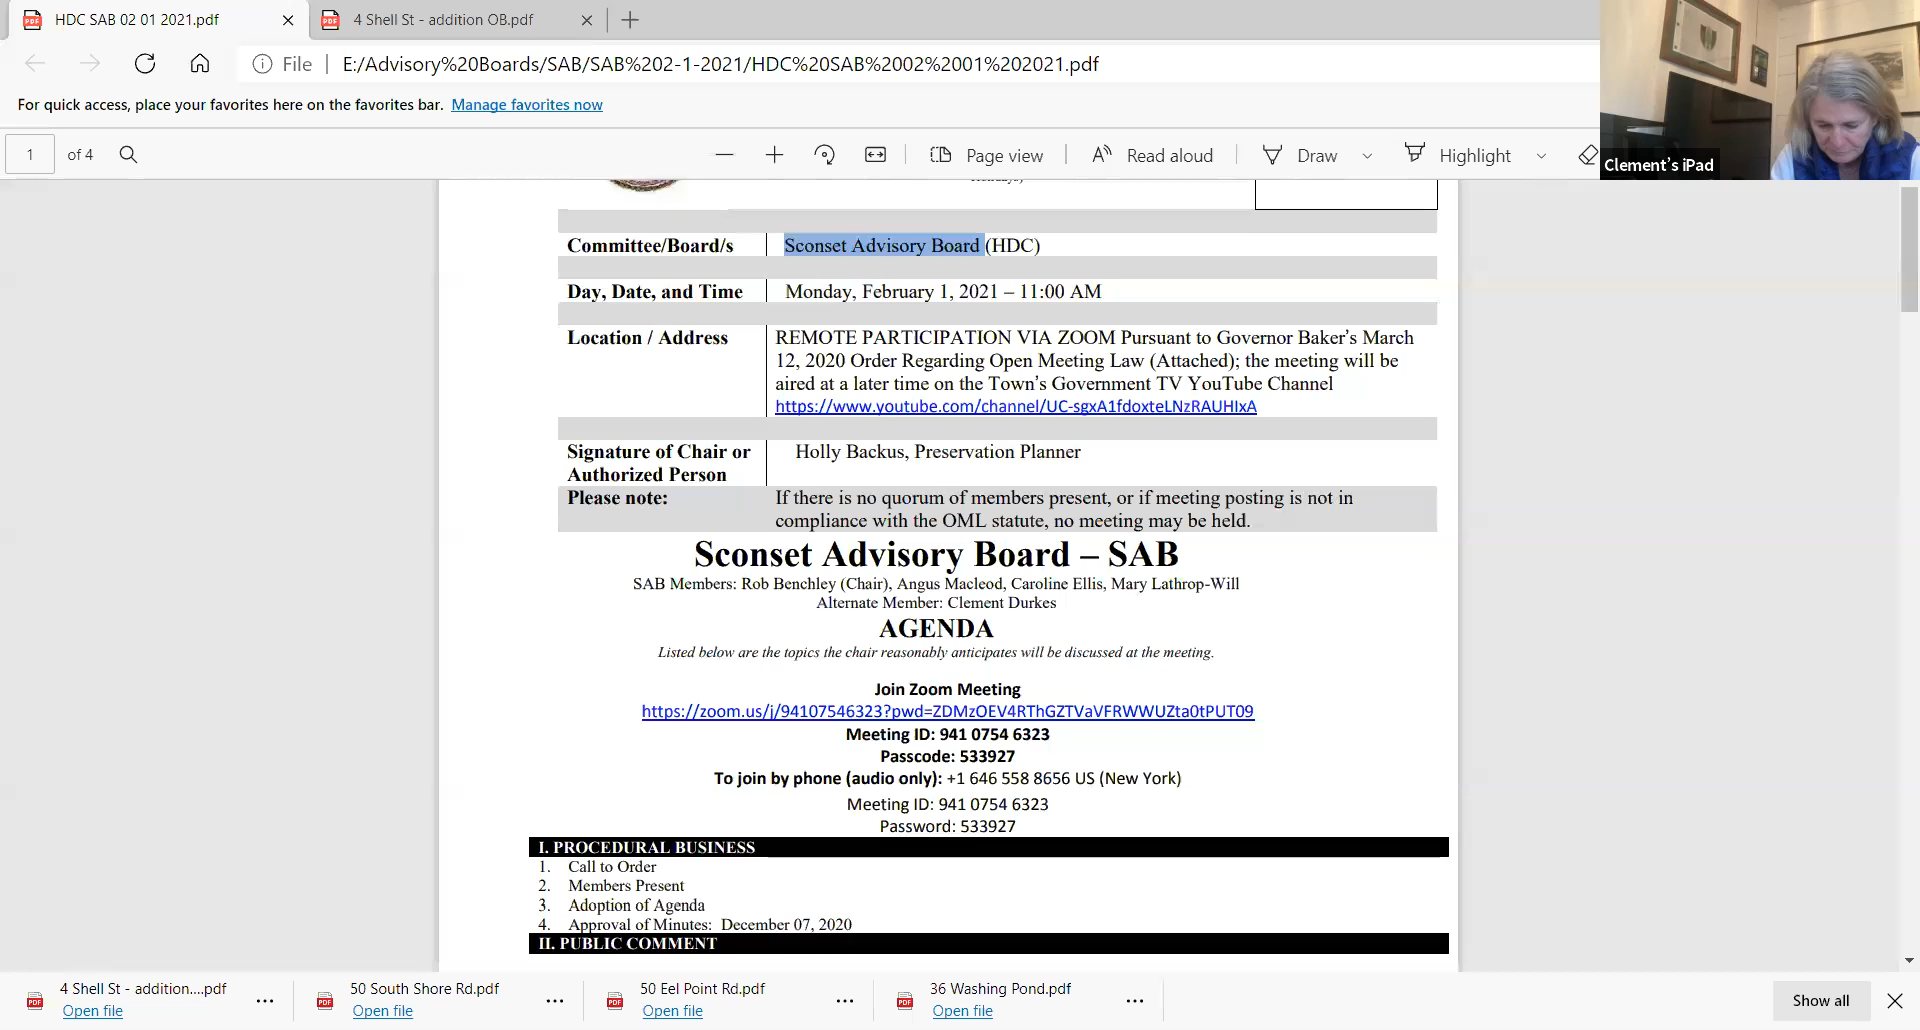 HDC SAB 02 01 2021.pdf
4 Shell St - addition OB.pdf
File
E:/Advisory%20Boards/SAB/SAB%202-1-2021/HDC%20SAB%2002%2001%202021.pdf
For quick access, place your favorites here on the favorites bar. Manage favorites now
1 of 4
Page view
Read aloud
Draw
Highlight
Clement's iPad
Committee/Board/s Sconset Advisory Board (HDC)
Day, Date, and Time Monday, February 1, 2021 – 11:00 AM
Location / Address REMOTE PARTICIPATION VIA ZOOM Pursuant to Governor Baker's March
12, 2020 Order Regarding Open Meeting Law (Attached); the meeting will be
aired at a later time on the Town's Government TV YouTube Channel
https://www.youtube.com/channel/UC-sgxA1fdoxteLNzRAUHIxA
Signature of Chair or Holly Backus, Preservation Planner
Authorized Person
Please note: If there is no quorum of members present, or if meeting posting is not in
compliance with the OML statute, no meeting may be held.
Sconset Advisory Board – SAB
SAB Members: Rob Benchley (Chair), Angus Macleod, Caroline Ellis, Mary Lathrop-Will
Alternate Member: Clement Durkes
AGENDA
Listed below are the topics the chair reasonably anticipates will be discussed at the meeting.
Join Zoom Meeting
https://zoom.us/j/94107546323?pwd=ZDMzOEV4RThGZTVaVFRWWUZta0tPUT09
Meeting ID: 941 0754 6323
Passcode: 533927
To join by phone (audio only): +1 646 558 8656 US (New York)
Meeting ID: 941 0754 6323
Password: 533927
I. PROCEDURAL BUSINESS
1. Call to Order
2. Members Present
3. Adoption of Agenda
4. Approval of Minutes: December 07, 2020
II. PUBLIC COMMENT
4 Shell St - addition....pdf
Open file
50 South Shore Rd.pdf
Open file
50 Eel Point Rd.pdf
Open file
36 Washing Pond.pdf
Open file
Show all